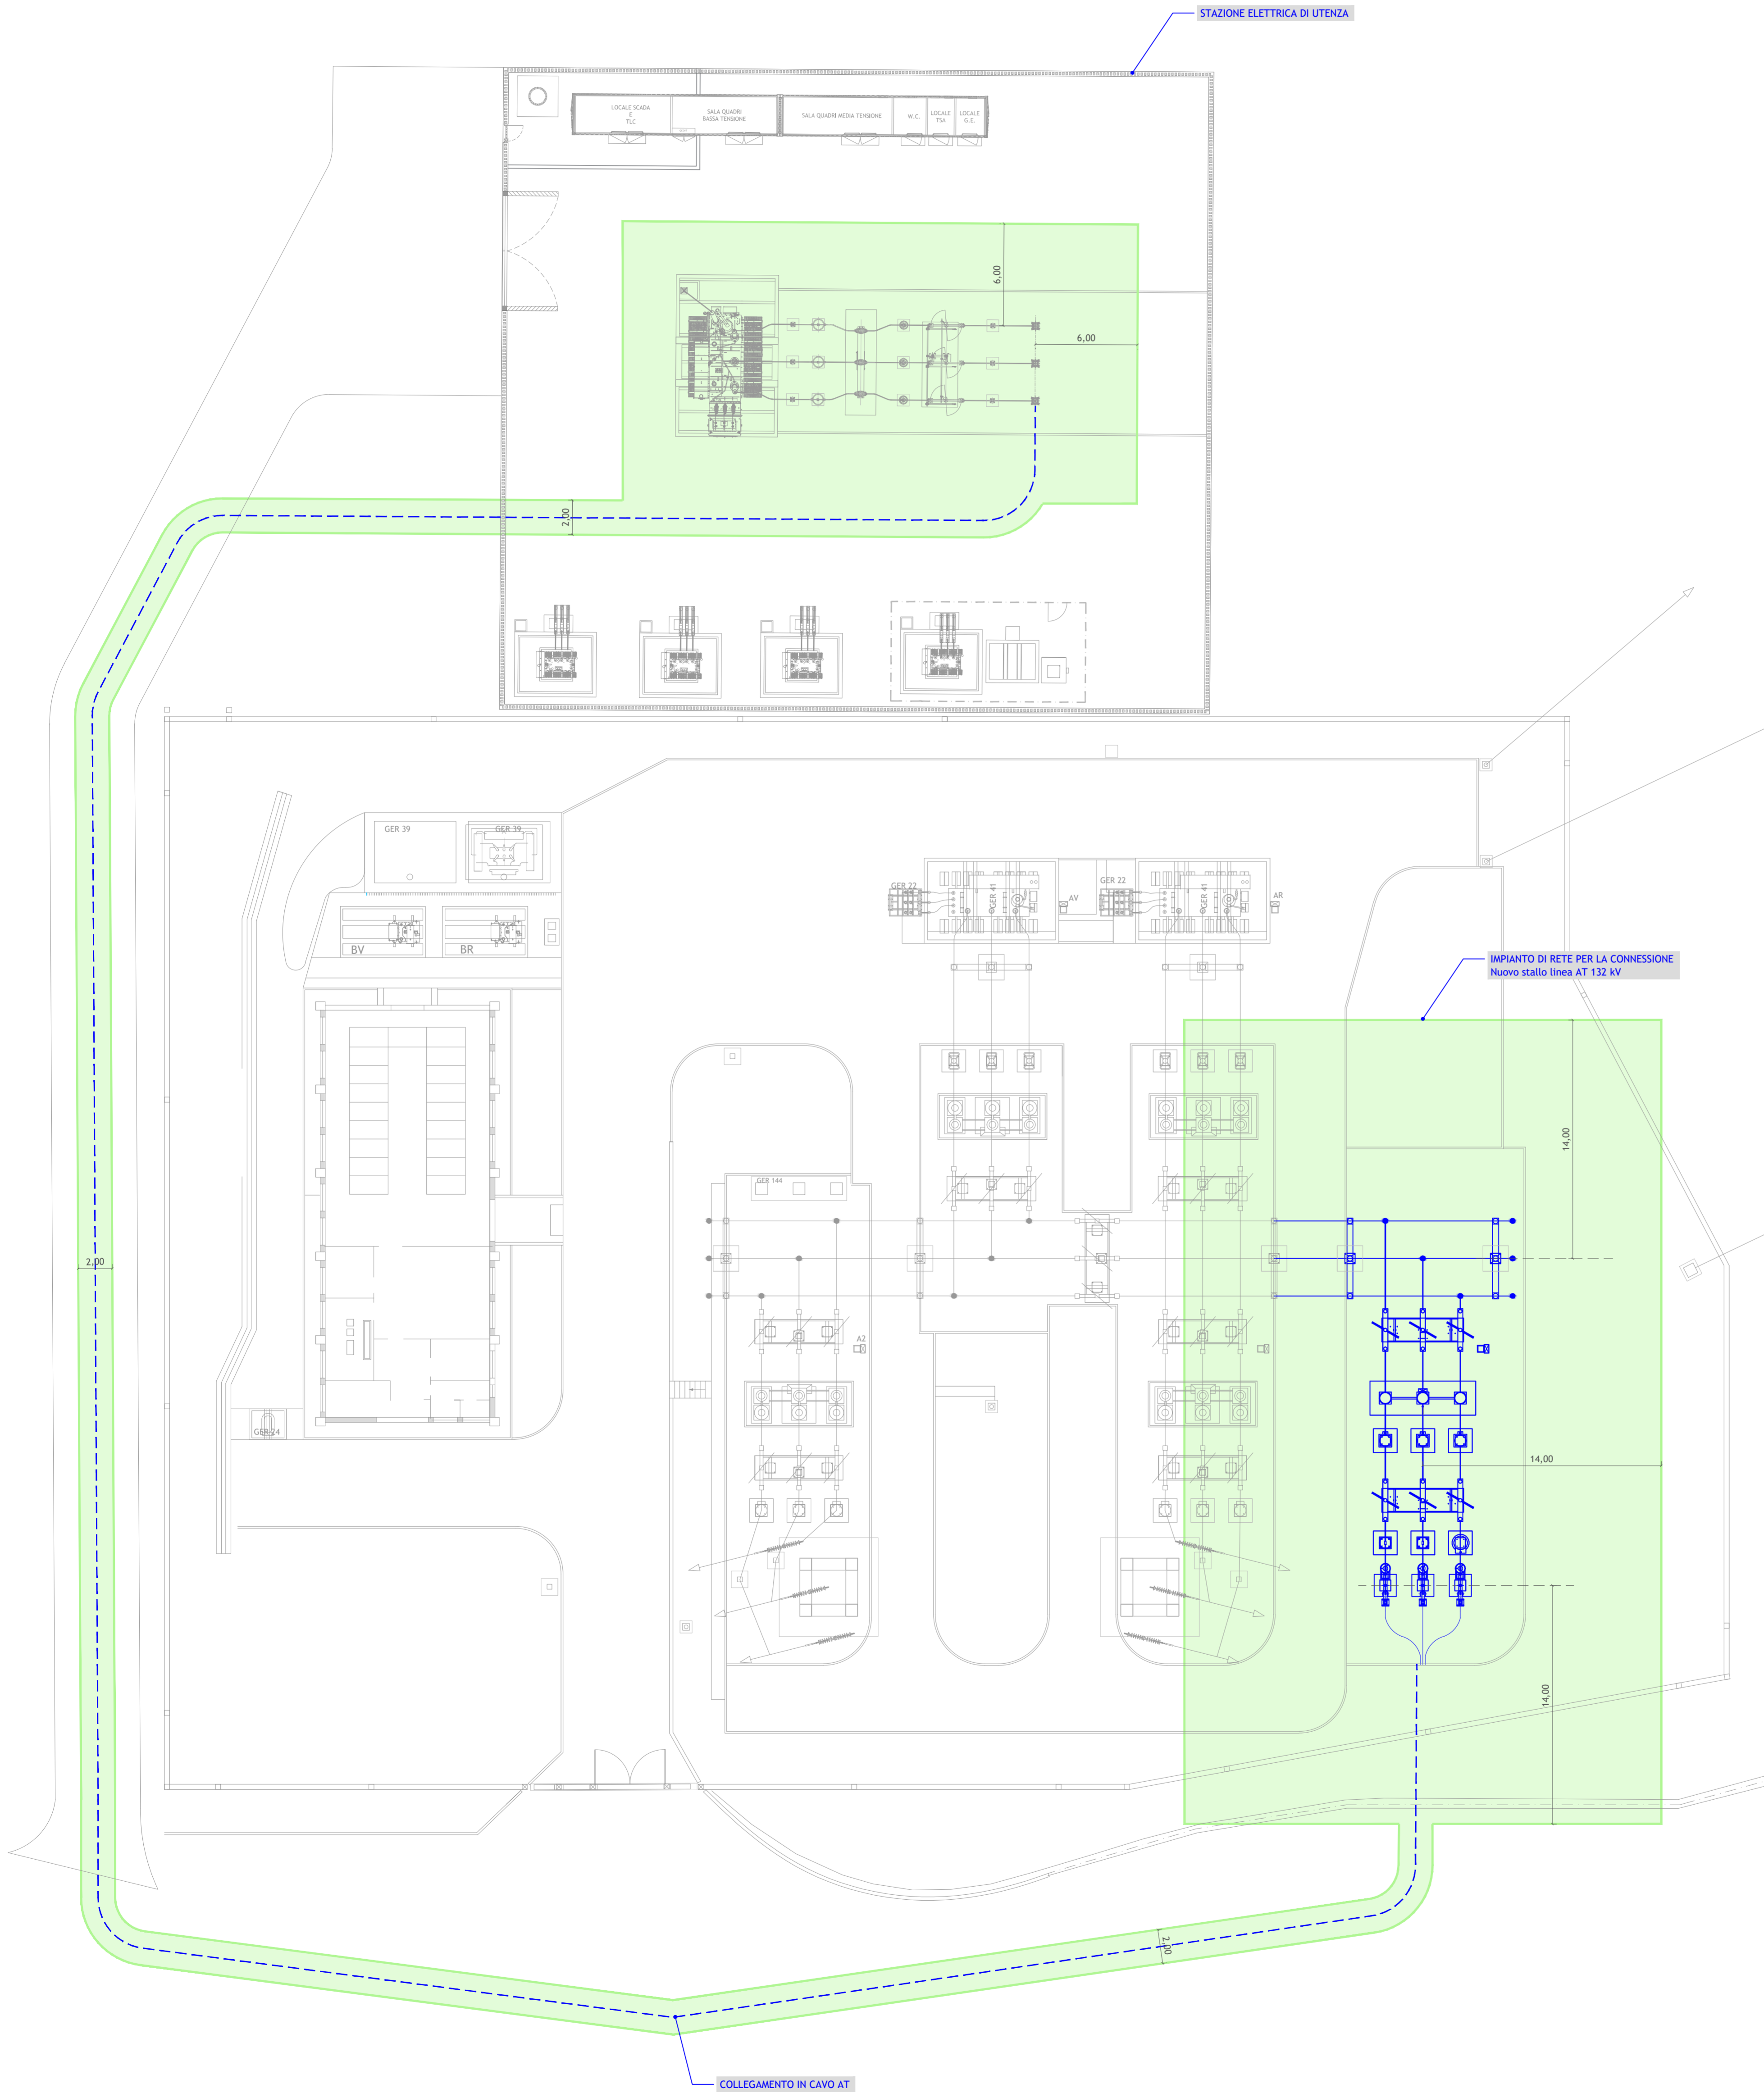 STAZIONE ELETTRICA DI UTENZA
LOCALE SCADA
E
TLC
SALA QUADRI
BASSA TENSIONE
SALA QUADRI MEDIA TENSIONE
W.C.
LOCALE
TSA
LOCALE
G.E.
6,00
6,00
2,00
GER 39
GER 39
GER 22
GER 41
AV
GER 22
GER 41
AR
BV
BR
IMPIANTO DI RETE PER LA CONNESSIONE
Nuovo stallo linea AT 132 kV
14,00
GER 144
2,00
A2
GER 24
14,00
14,00
2,00
COLLEGAMENTO IN CAVO AT